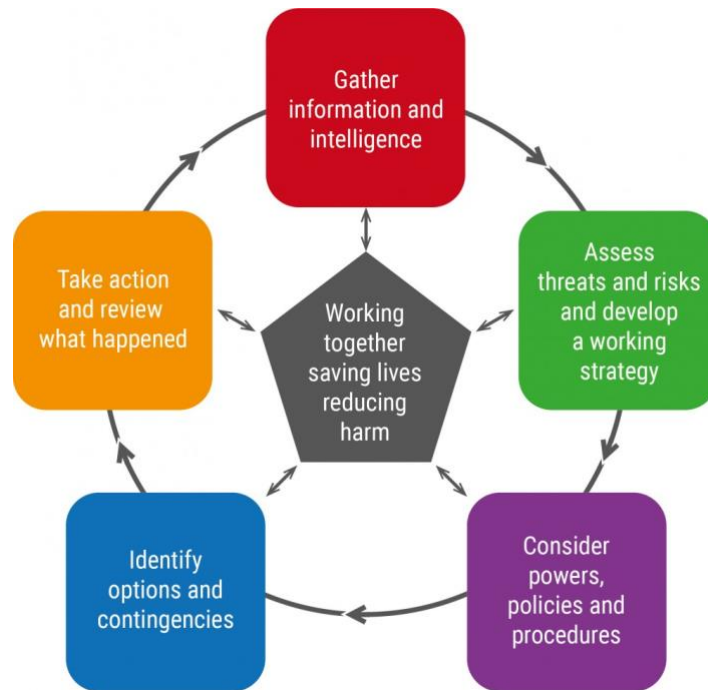 Gather
information and
intelligence
Assess
threats and risks
and develop
a working
strategy
Consider
powers,
policies and
procedures
Identify
options and
contingencies
Take action
and review
what happened
Working
together
saving lives
reducing
harm